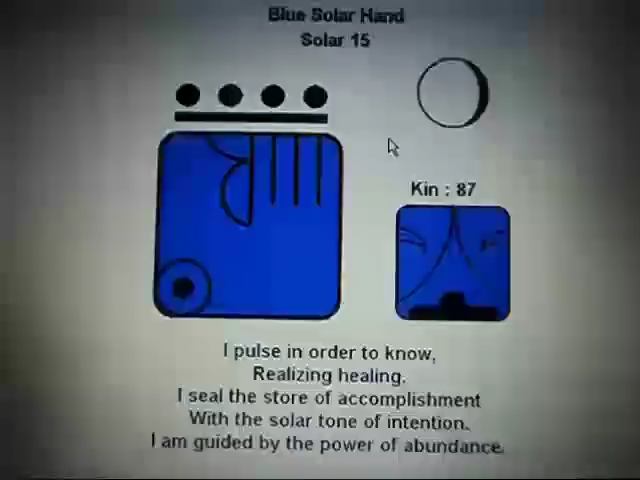 Blue Solar Hand
Solar 15
Kin : 87
I pulse in order to know,
Realizing healing.
I seal the store of accomplishment
With the solar tone of intention.
I am guided by the power of abundance.